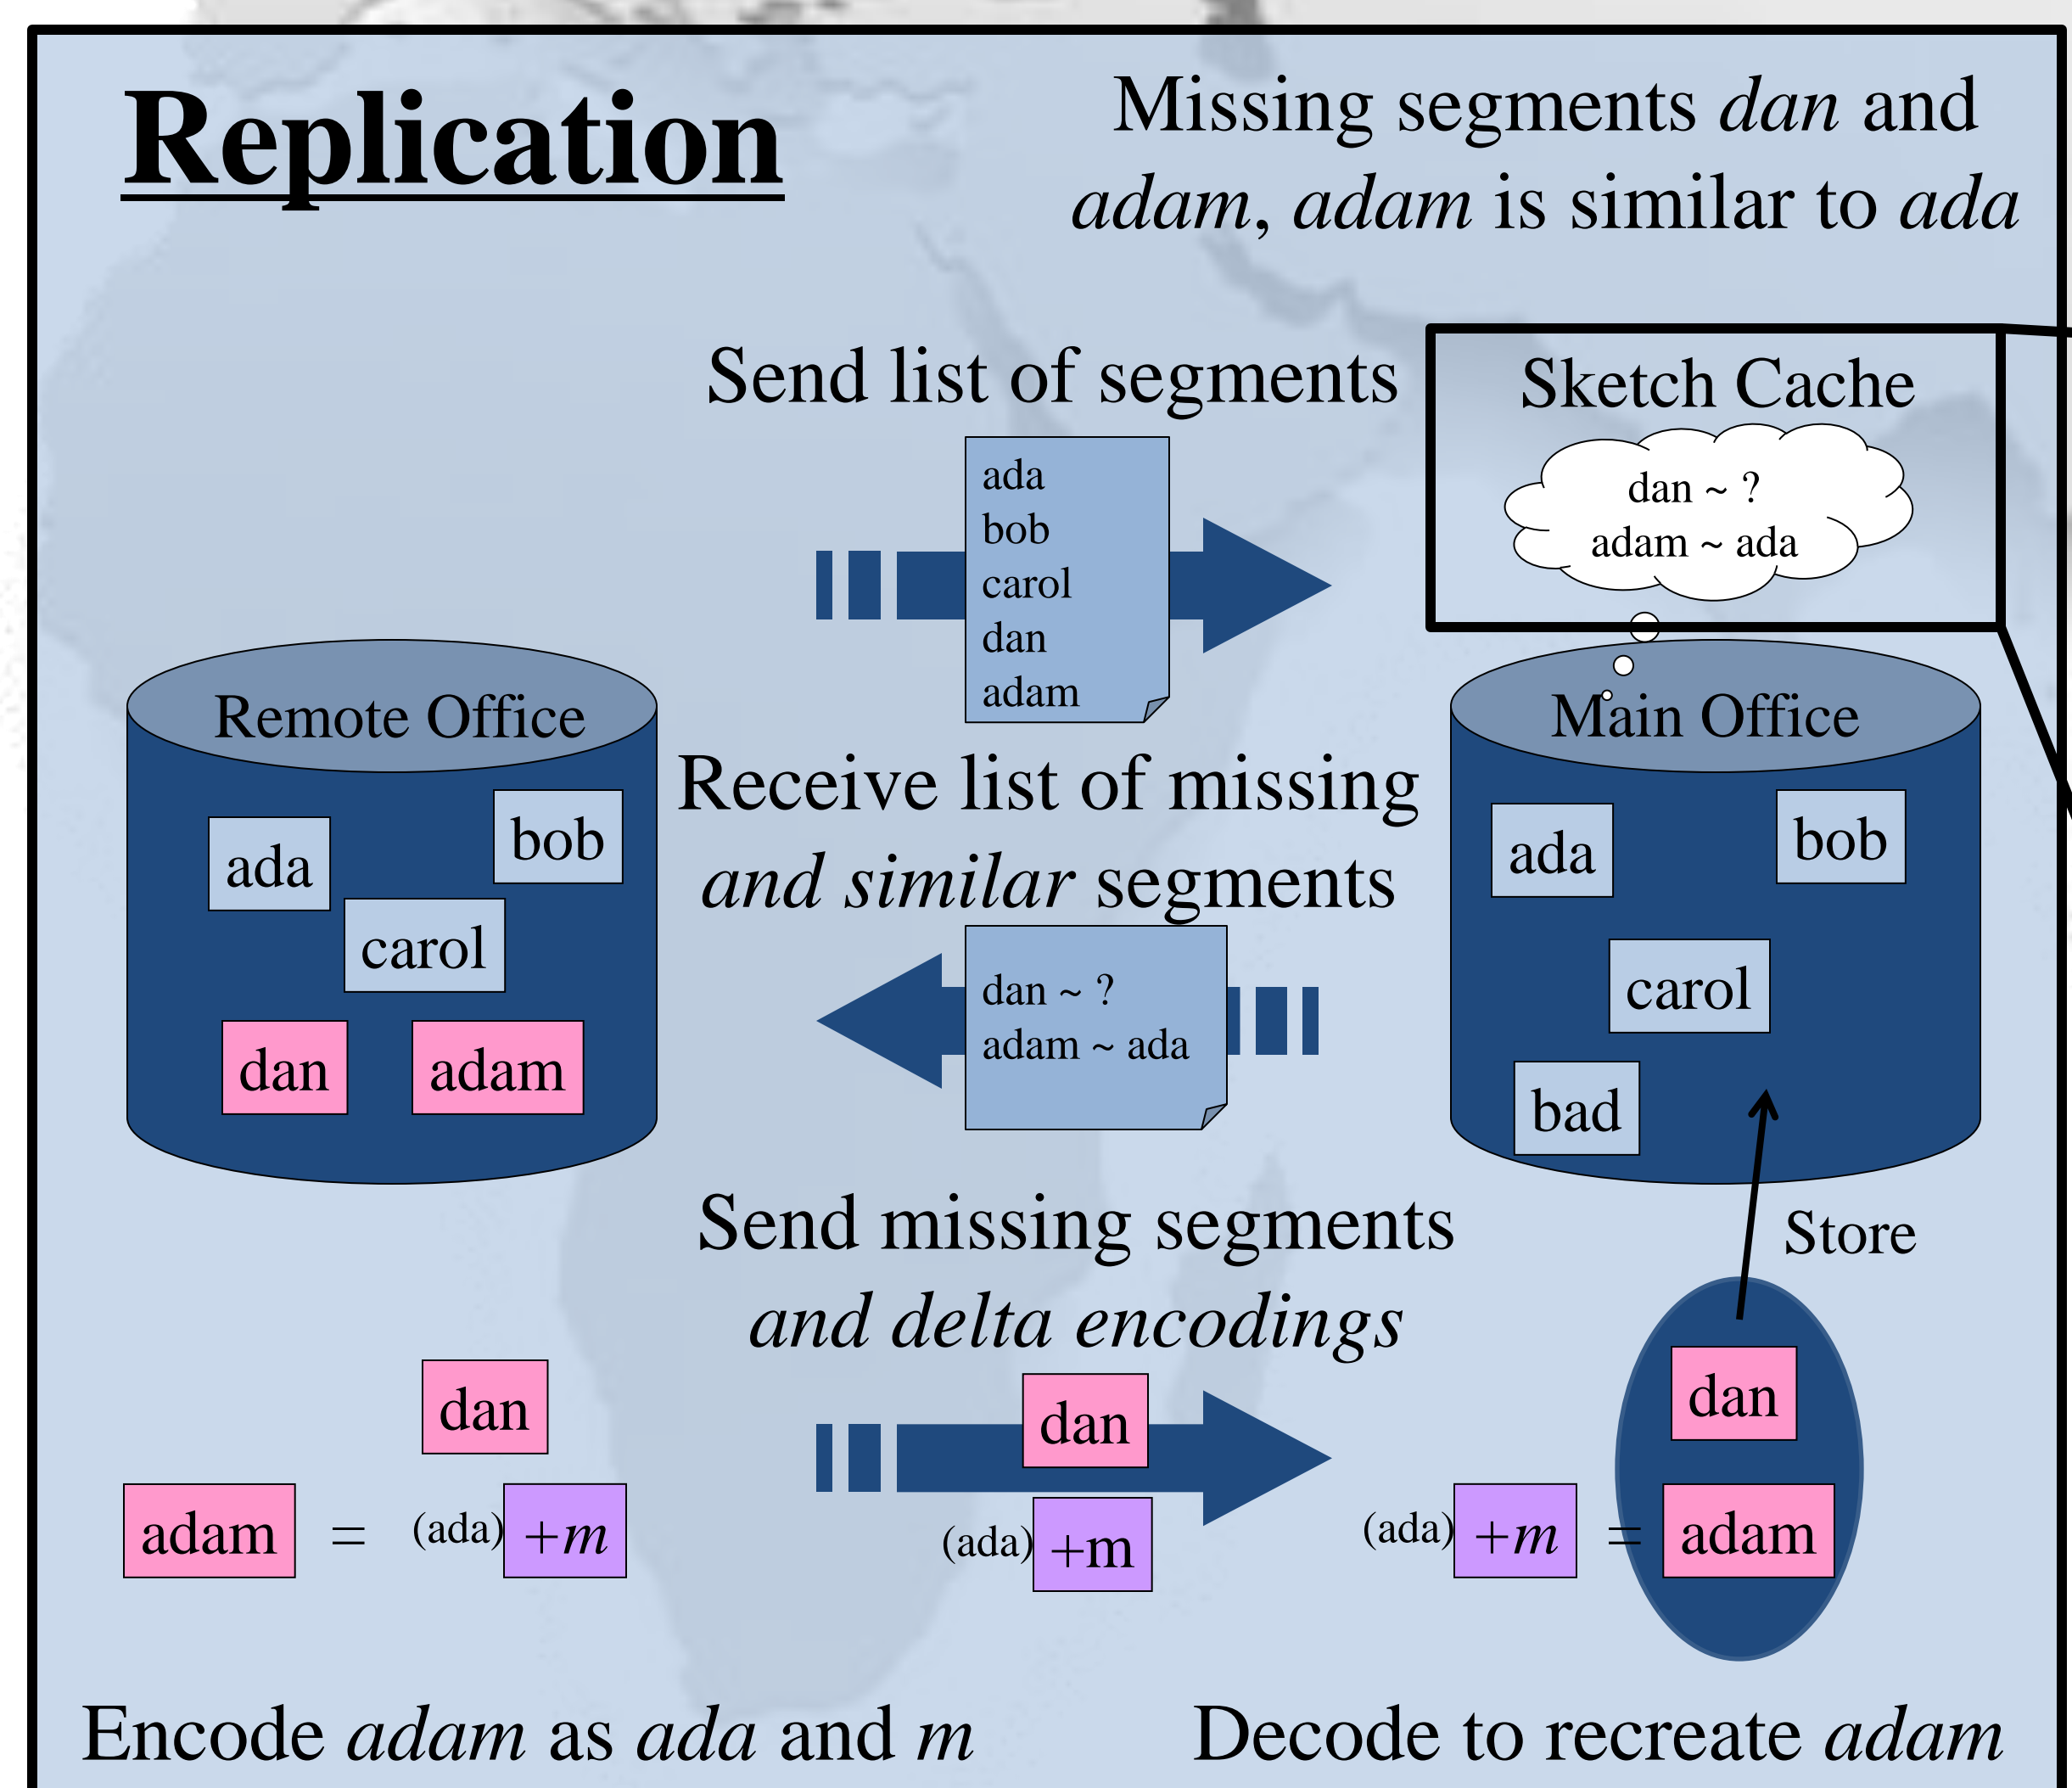 Replication
Missing segments dan and
adam, adam is similar to ada
Send list of segments
ada
bob
carol
dan
adam
Sketch Cache
dan ~ ?
adam ~ ada
Remote Office
ada
bob
carol
dan
adam
Receive list of missing
and similar segments
dan ~ ?
adam ~ ada
Main Office
ada
bob
carol
bad
Send missing segments
and delta encodings
Store
dan
adam = (ada) +m
dan
(ada) +m
dan
(ada) +m = adam
Encode adam as ada and m
Decode to recreate adam